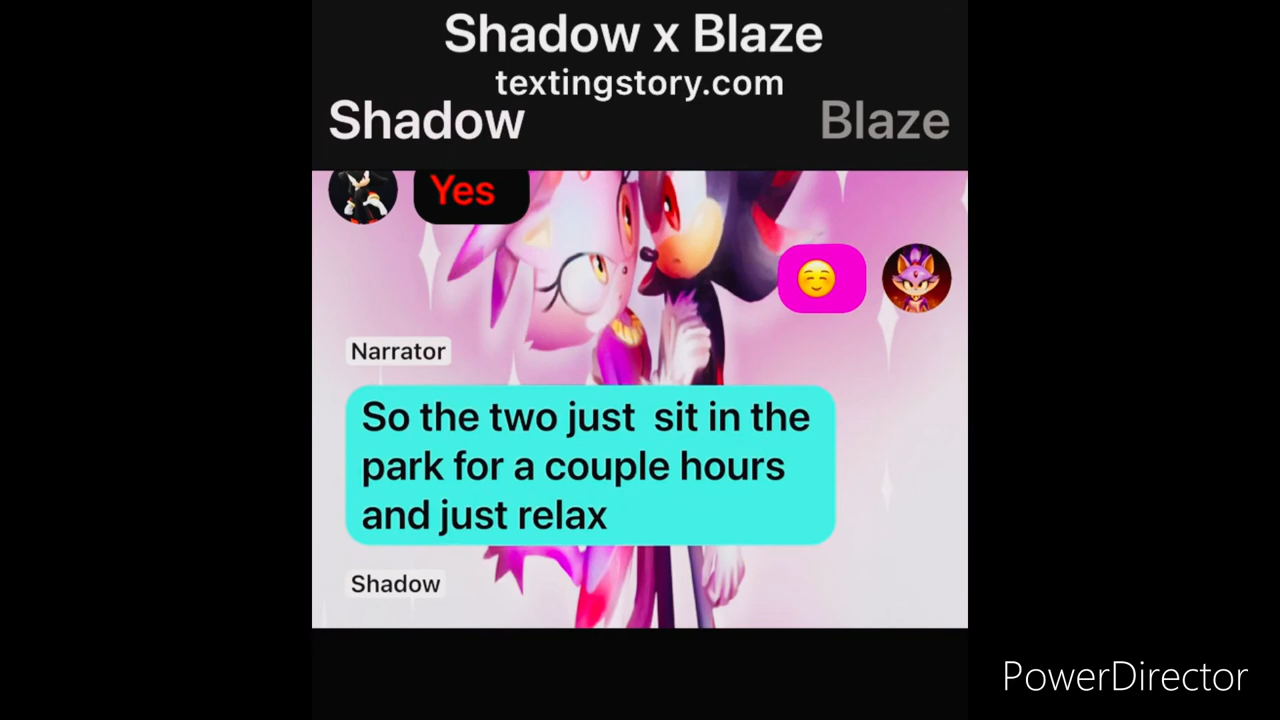 Shadow x Blaze
textingstory.com
Shadow Blaze
Yes
☺️
Narrator
So the two just  sit in the
park for a couple hours
and just relax
Shadow
PowerDirector